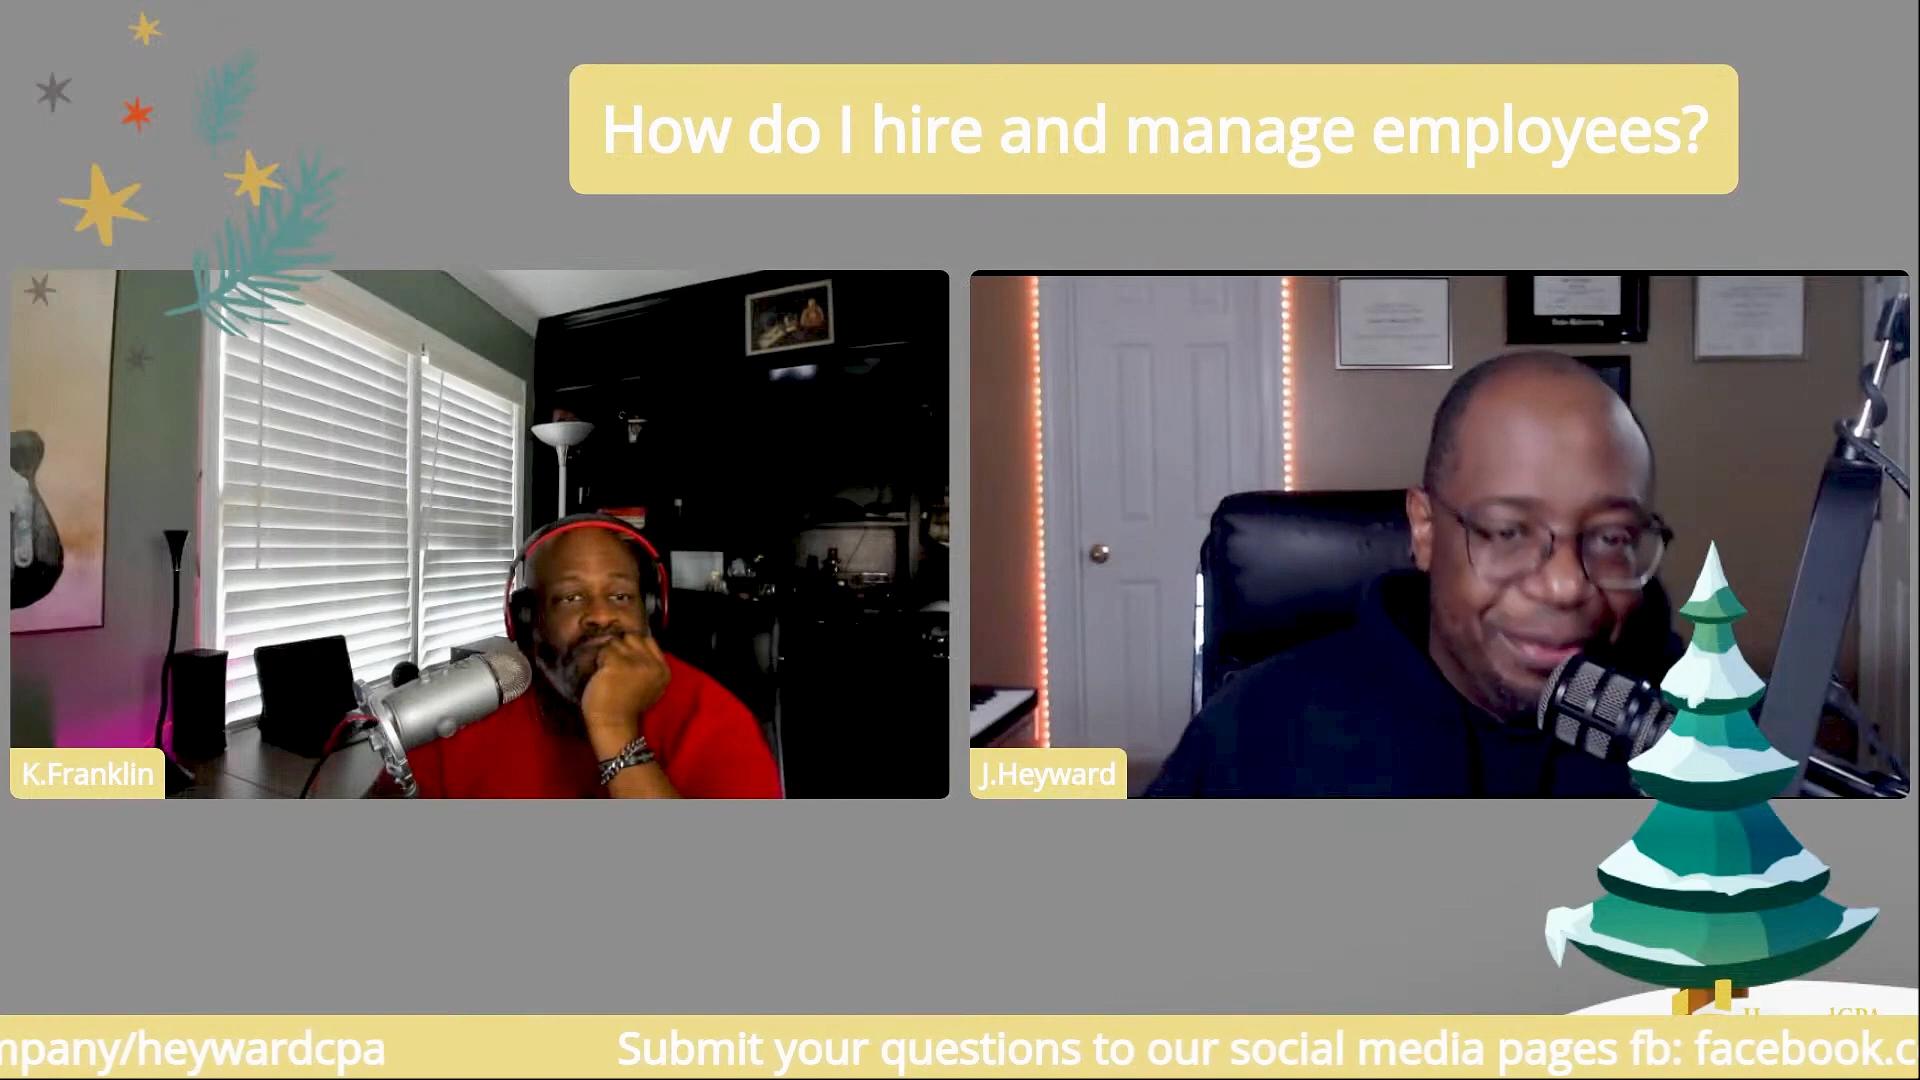 How do I hire and manage employees?
K.Franklin
J.Heyward
mpany/heywardcpa
Submit your questions to our social media pages fb: facebook.c